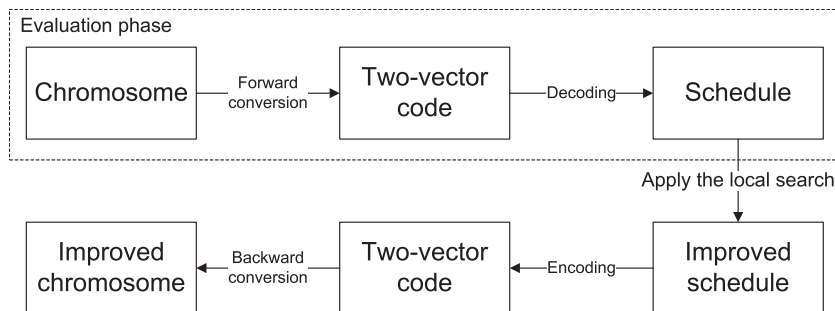 Evaluation phase
Chromosome
Forward
conversion
Two-vector
code
Decoding
Schedule
Apply the local search
Improved
chromosome
Backward
conversion
Two-vector
code
Encoding
Improved
schedule